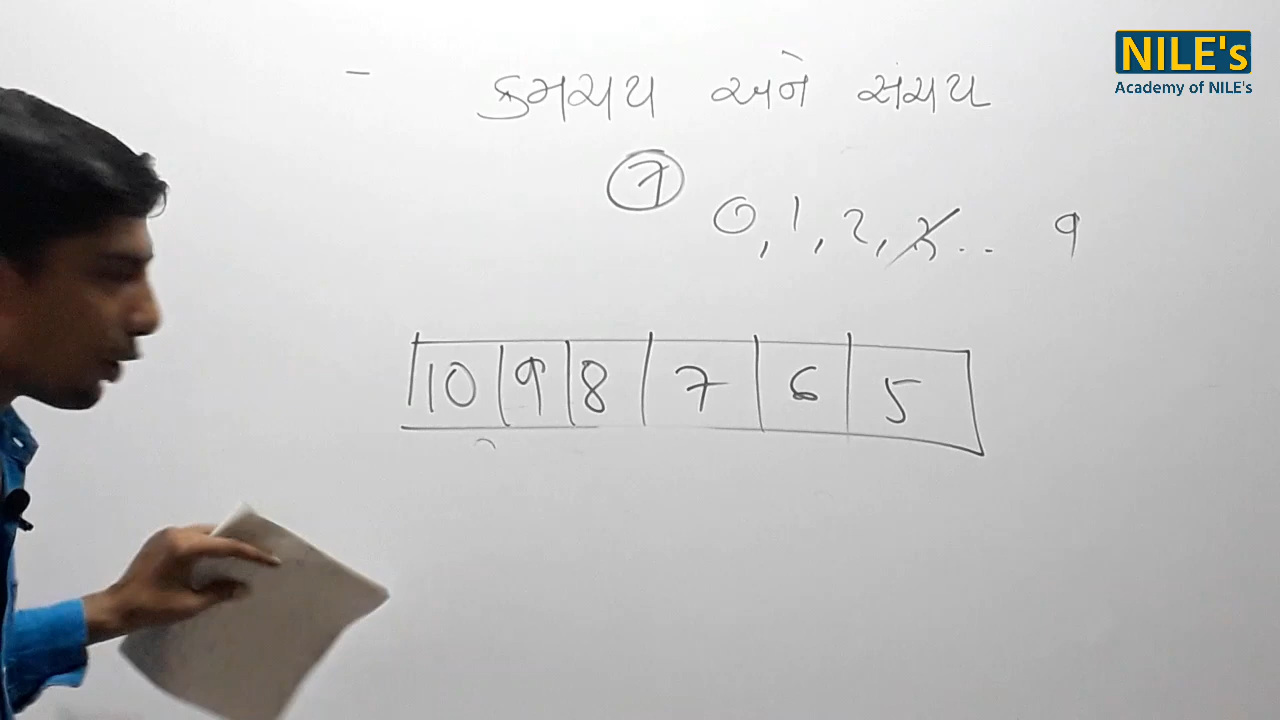 NILE's
Academy of NILE's
- ક્રમચય અને સંચય
7
0, 1, 2, 3.. 9
10 9 8 7 6 5